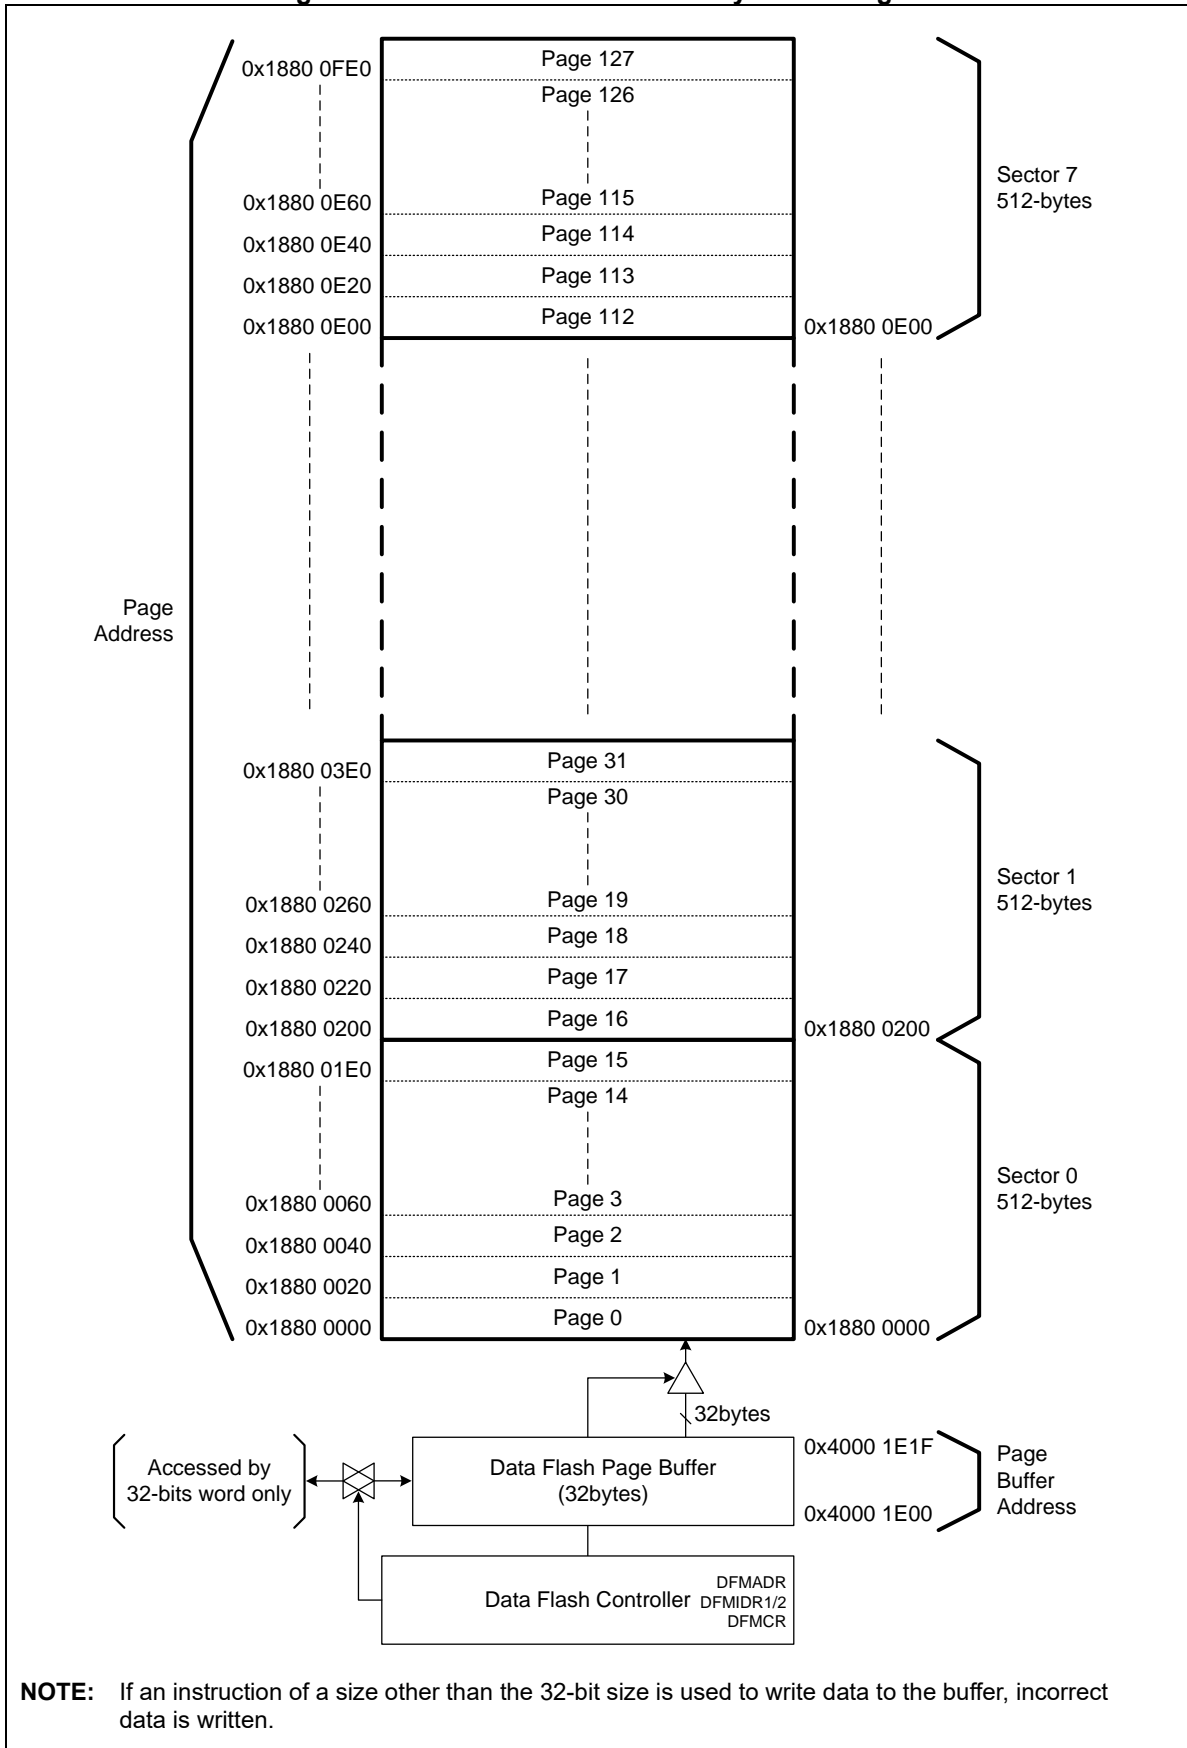 0x1880 0FE0
Page 127
Page 126
0x1880 0E60
Page 115
0x1880 0E40
Page 114
0x1880 0E20
Page 113
0x1880 0E00
Page 112
0x1880 0E00
Sector 7
512-bytes
Page
Address
0x1880 03E0
Page 31
Page 30
0x1880 0260
Page 19
0x1880 0240
Page 18
0x1880 0220
Page 17
0x1880 0200
Page 16
0x1880 0200
Sector 1
512-bytes
0x1880 01E0
Page 15
Page 14
0x1880 0060
Page 3
0x1880 0040
Page 2
0x1880 0020
Page 1
0x1880 0000
Page 0
0x1880 0000
Sector 0
512-bytes
32bytes
Accessed by
32-bits word only
Data Flash Page Buffer
(32bytes)
0x4000 1E1F
0x4000 1E00
Page
Buffer
Address
Data Flash Controller
DFMADR
DFMIDR1/2
DFMCR
NOTE: If an instruction of a size other than the 32-bit size is used to write data to the buffer, incorrect
data is written.